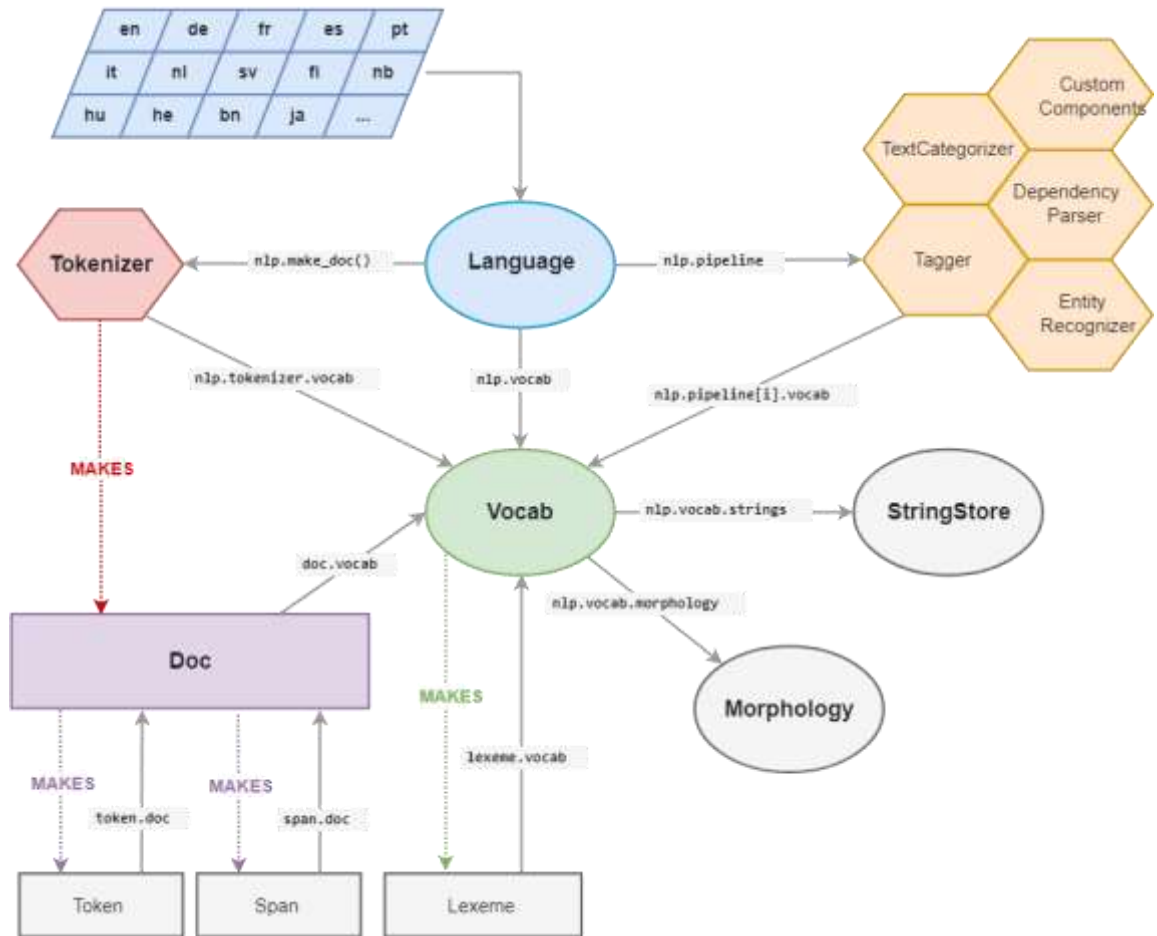 en de fr es pt
it nl sv fi nb
hu he bn ja ...
Custom
Components
TextCategorizer
Dependency
Parser
Tokenizer
nlp.make_doc()
Language
nlp.pipeline
Tagger
Entity
Recognizer
nlp.tokenizer.vocab
nlp.vocab
nlp.pipeline[i].vocab
MAKES
Vocab
nlp.vocab.strings
StringStore
doc.vocab
nlp.vocab.morphology
Doc
MAKES
Morphology
MAKES
MAKES
lexeme.vocab
token.doc
span.doc
Token
Span
Lexeme